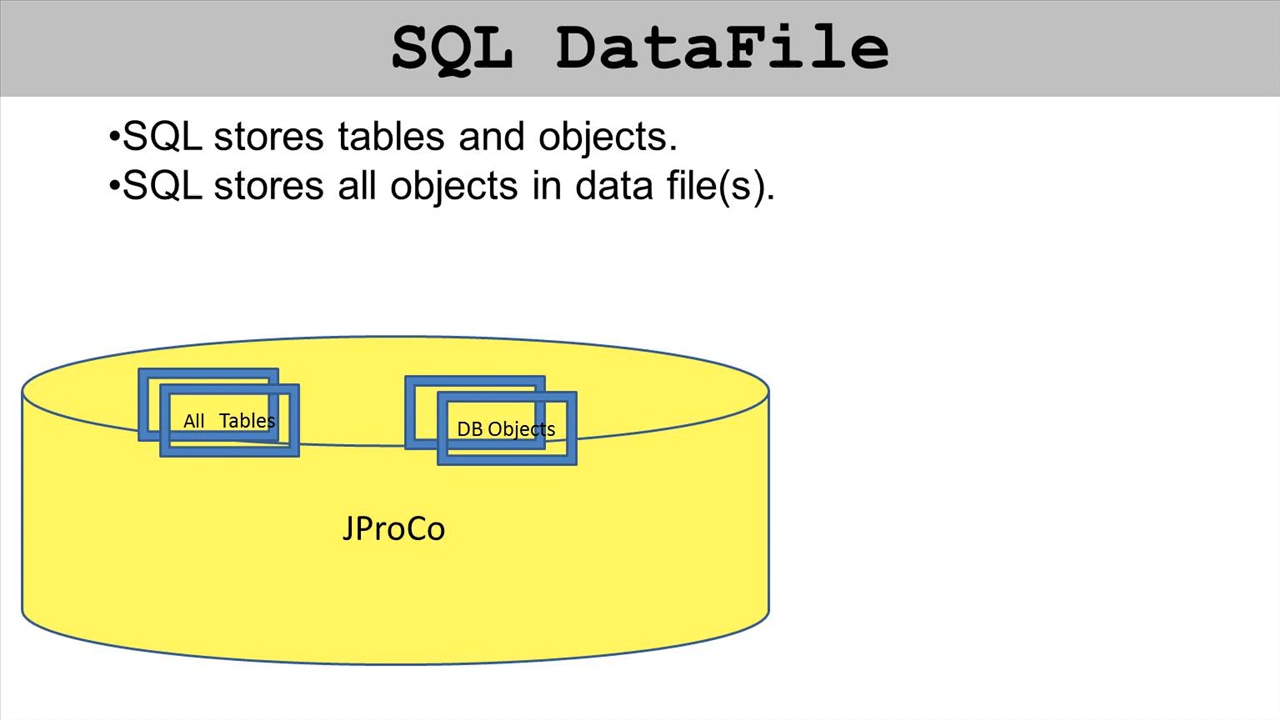 SQL DataFile
•SQL stores tables and objects.
•SQL stores all objects in data file(s).
All Tables
DB Objects
JProCo